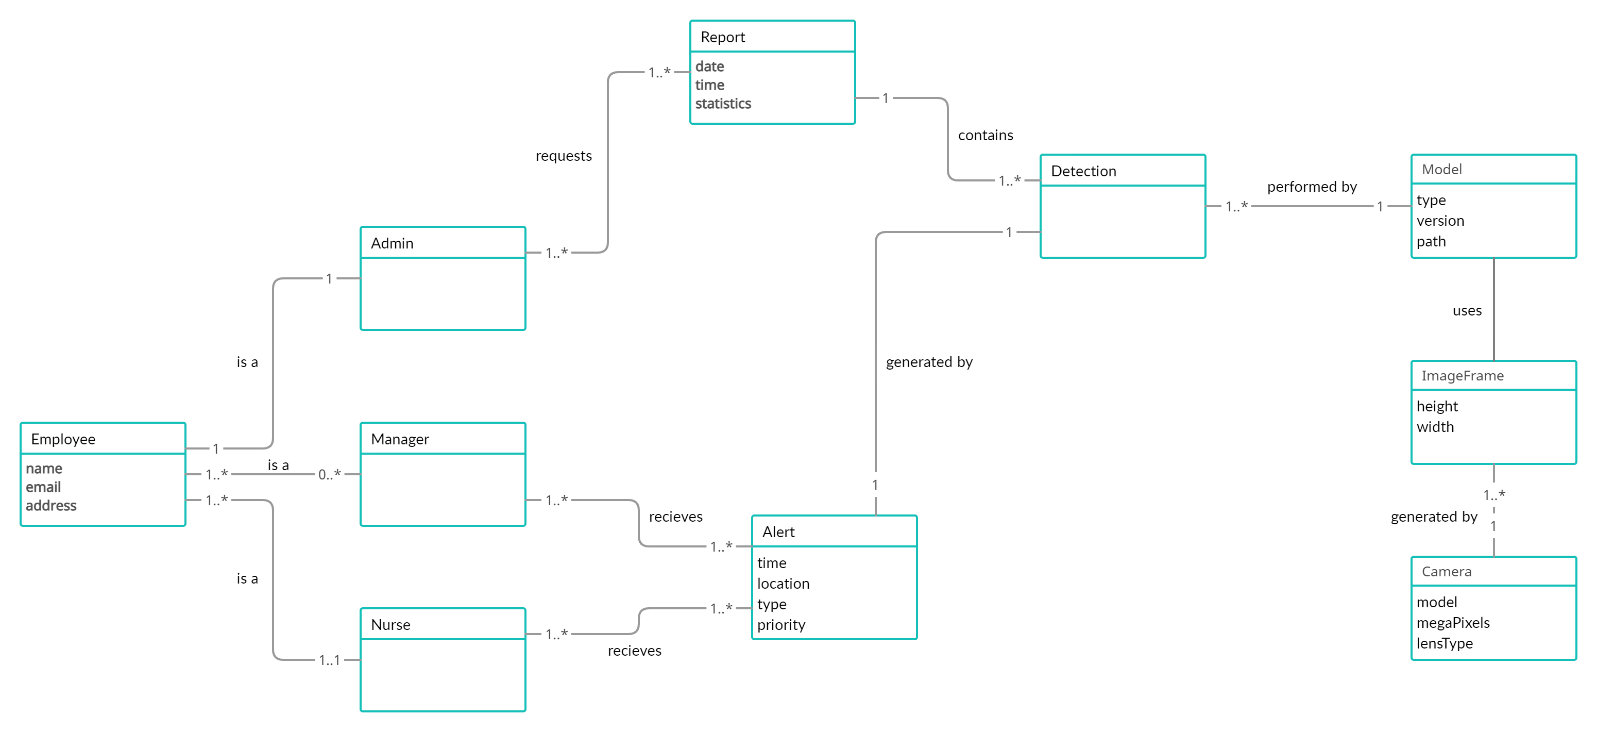 Report
date
time
statistics
1..*
1
requests
contains
1..*
Detection
1
1..*
performed by
1
Model
type
version
path
uses
Admin
1..*
1
is a
generated by
1
ImageFrame
height
width
1..*
generated by
1
Camera
model
megaPixels
lensType
Employee
name
email
address
1
1..*
is a
0..*
1..*
Manager
1..*
recieves
1..*
Alert
time
location
type
priority
is a
1..1
Nurse
1..*
recieves
1..*